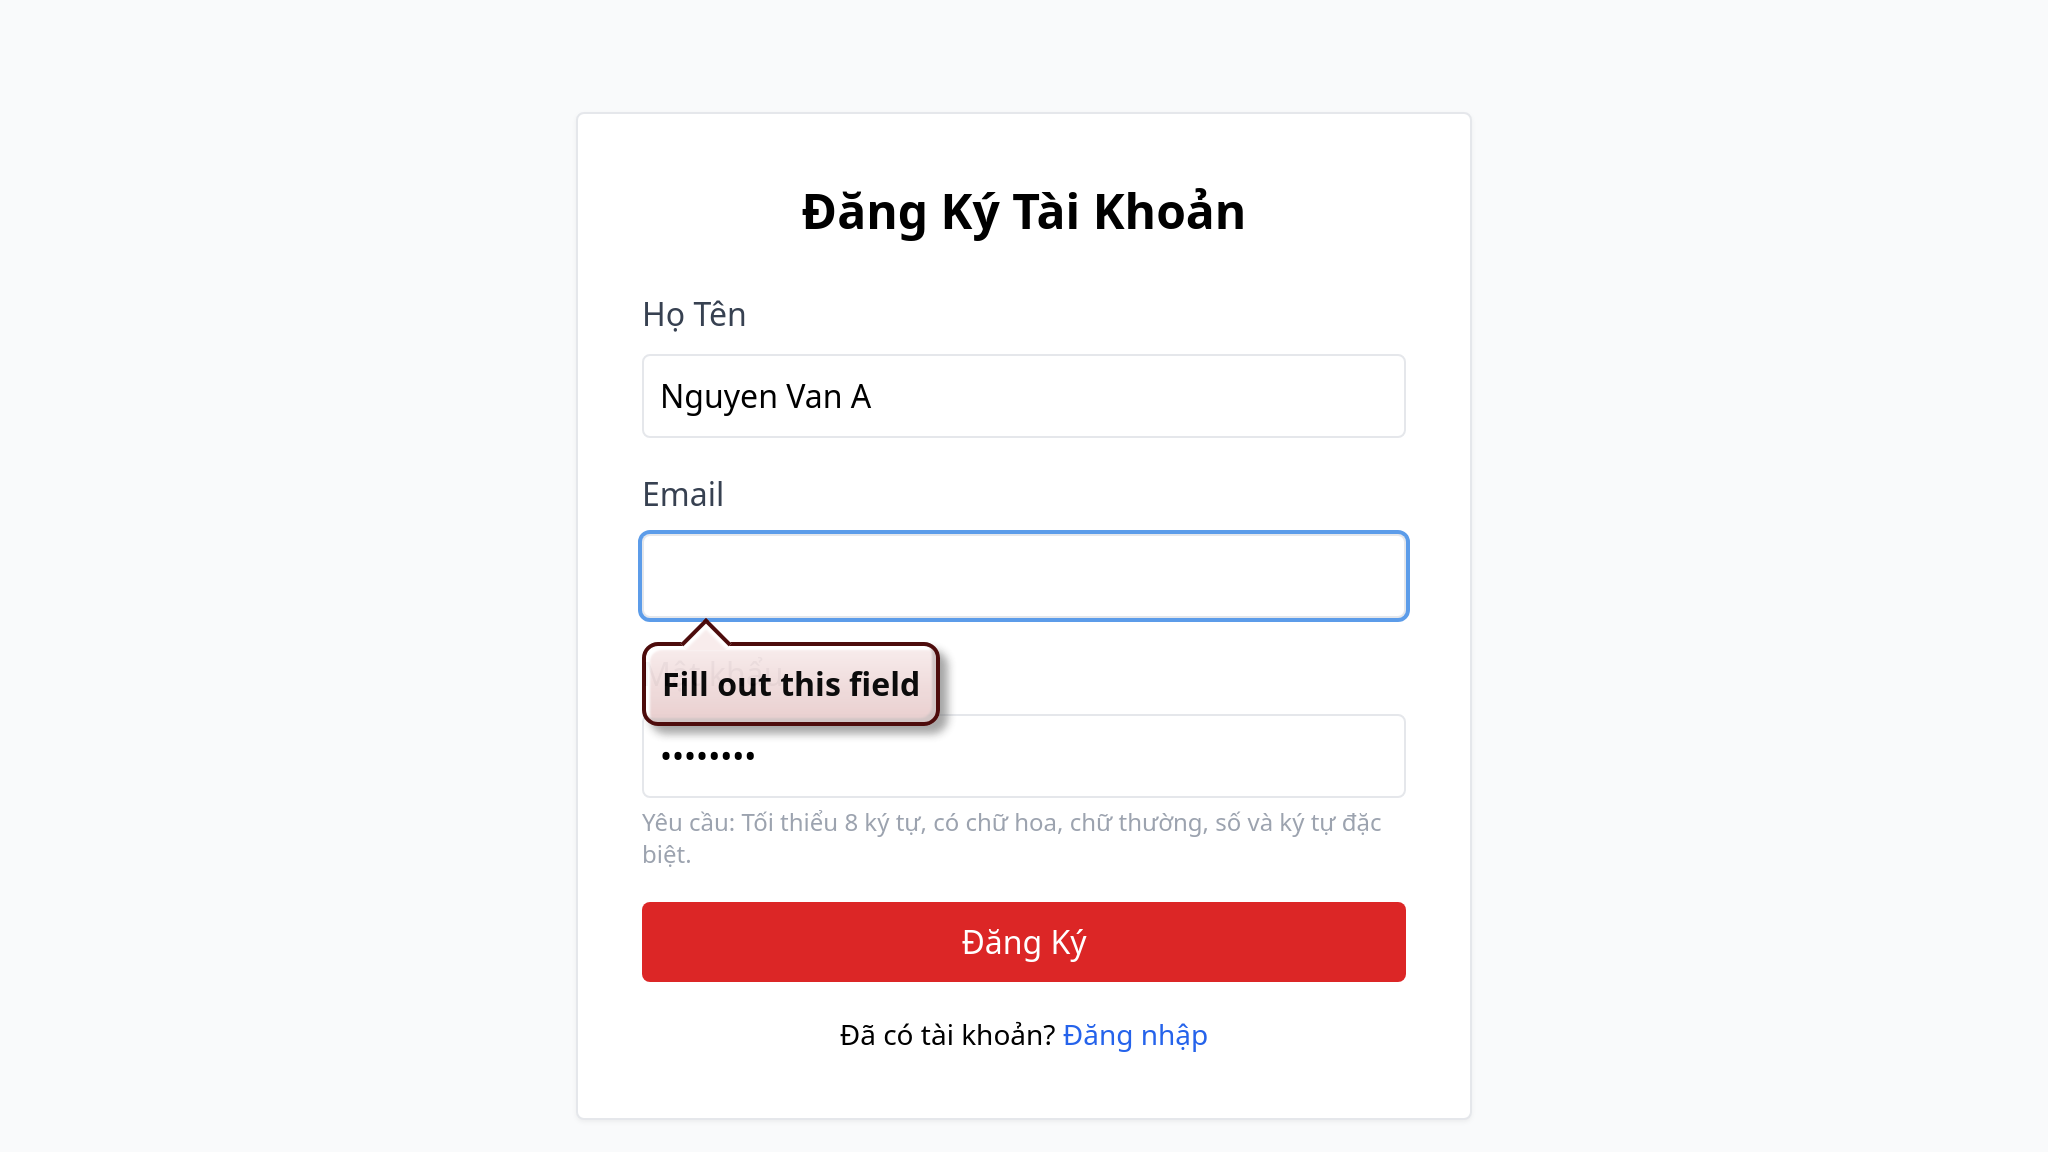 Đăng Ký Tài Khoản
Họ Tên
Nguyen Van A
Email
Fill out this field
••••••••
Yêu cầu: Tối thiểu 8 ký tự, có chữ hoa, chữ thường, số và ký tự đặc
biệt.
Đăng Ký
Đã có tài khoản? Đăng nhập